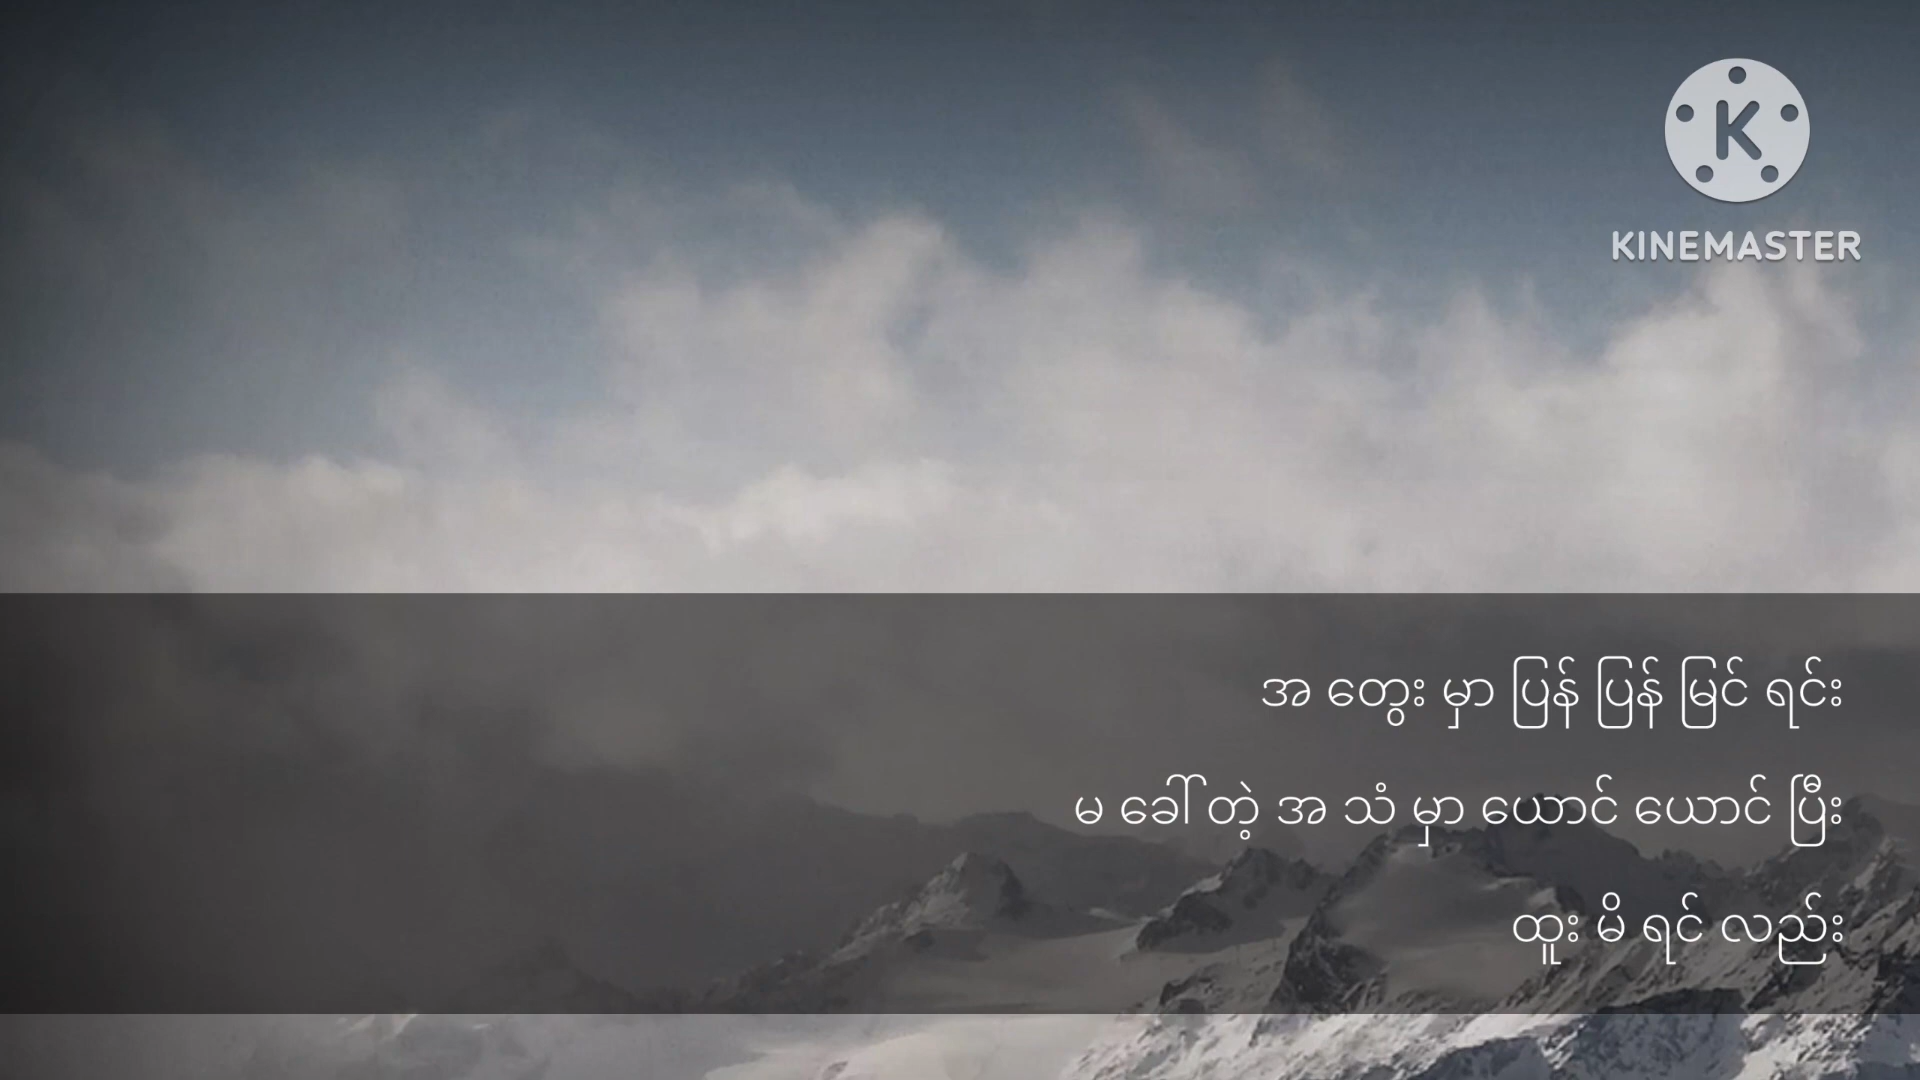 KINEMASTER
အ တွေး မှာ ပြန် ပြန် မြင် ရင်း
မ ခေါ် တဲ့ အ သံ မှာ ယောင် ယောင် ပြီး
ထူး မိ ရင် လည်း